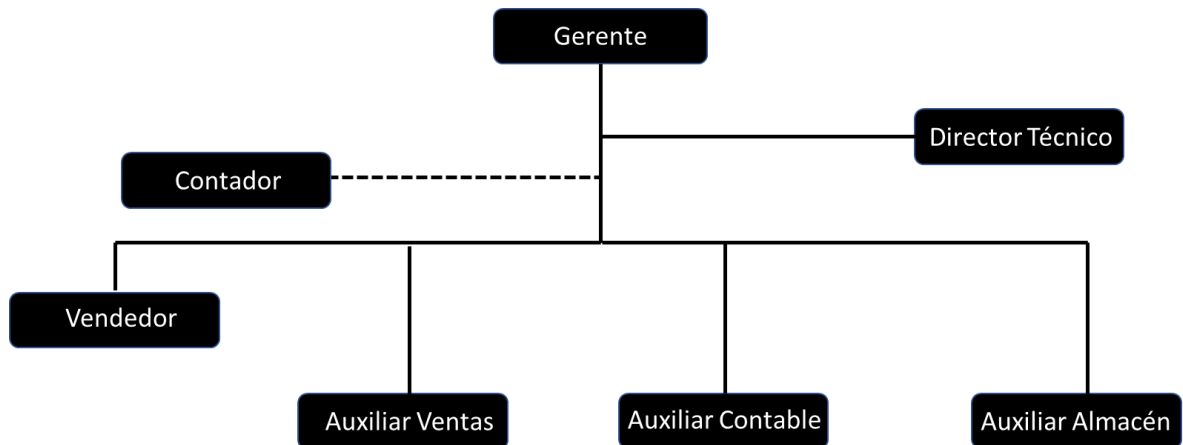 Gerente
Director Técnico
Contador
Vendedor
Auxiliar Ventas
Auxiliar Contable
Auxiliar Almacén